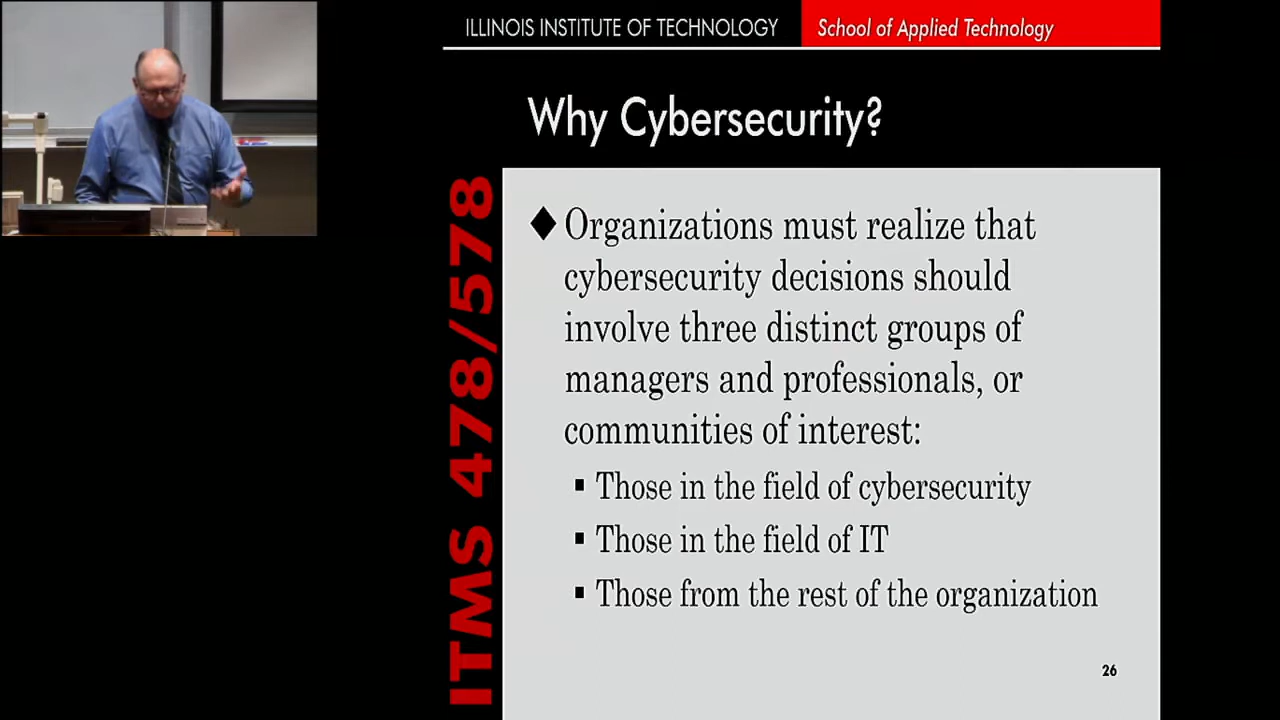 ILLINOIS INSTITUTE OF TECHNOLOGY School of Applied Technology
Why Cybersecurity?
ITMS 478/578
◆ Organizations must realize that
cybersecurity decisions should
involve three distinct groups of
managers and professionals, or
communities of interest:
▪ Those in the field of cybersecurity
▪ Those in the field of IT
▪ Those from the rest of the organization
26